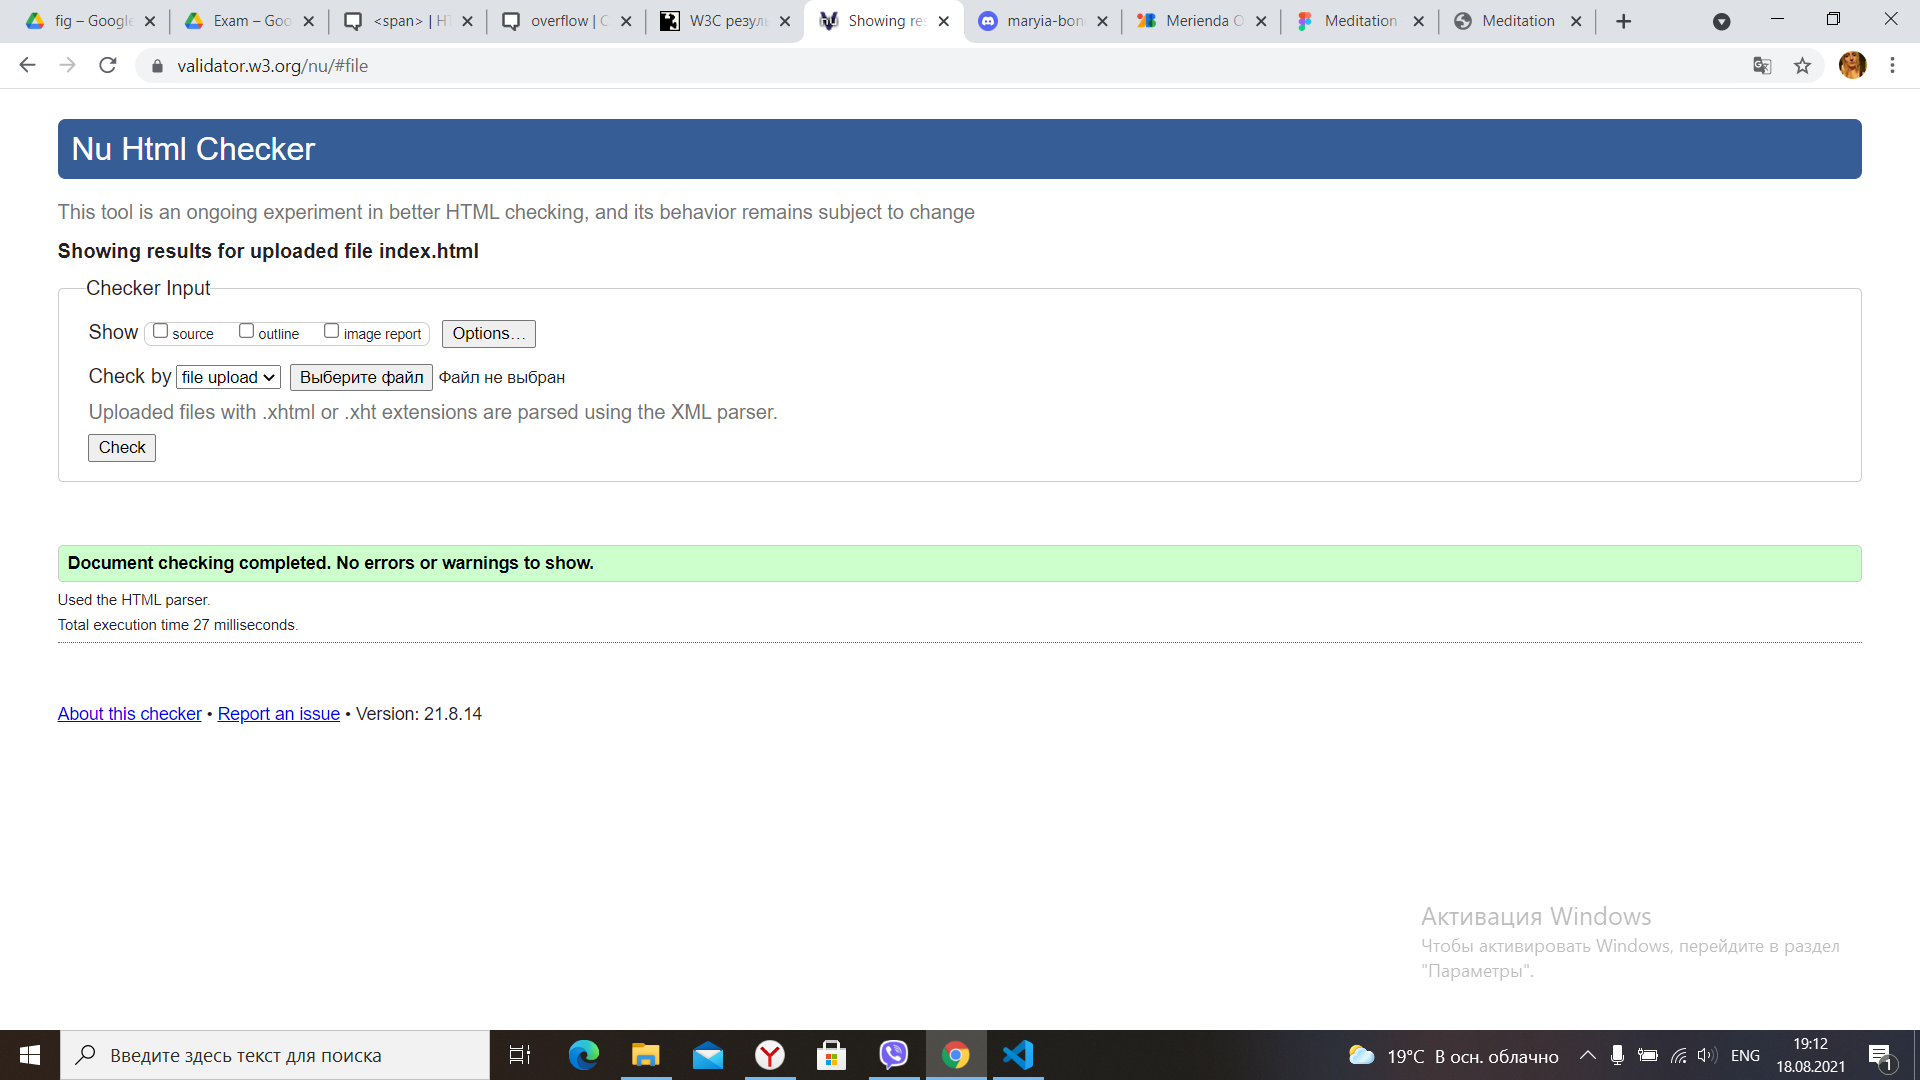 fig – Google
Exam – Goo
<span> | HT
overflow | C
W3C резул
Showing res
maryia-bon
Merienda O
Meditation
Meditation
validator.w3.org/nu/#file
Nu Html Checker
This tool is an ongoing experiment in better HTML checking, and its behavior remains subject to change
Showing results for uploaded file index.html
Checker Input
Show source outline image report Options…
Check by file upload Выберите файл Файл не выбран
Uploaded files with .xhtml or .xht extensions are parsed using the XML parser.
Check
Document checking completed. No errors or warnings to show.
Used the HTML parser.
Total execution time 27 milliseconds.
About this checker • Report an issue • Version: 21.8.14
Активация Windows
Чтобы активировать Windows, перейдите в раздел
"Параметры".
Введите здесь текст для поиска
19°C В осн. облачно
ENG
19:12
18.08.2021
1